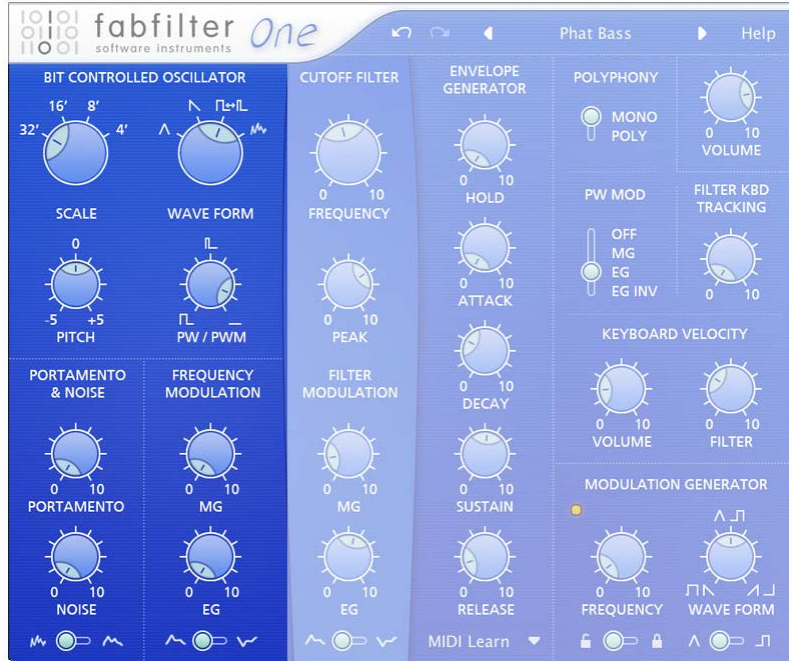 fabfilter
software instruments
One
Phat Bass
Help
BIT CONTROLLED OSCILLATOR
32' 16' 8' 4'
SCALE
WAVE FORM
0
-5 +5
PITCH
PW / PWM
PORTAMENTO
& NOISE
0 10
PORTAMENTO
0 10
NOISE
FREQUENCY
MODULATION
0 10
MG
0 10
EG
CUTOFF FILTER
0 10
FREQUENCY
0 10
PEAK
FILTER
MODULATION
0 10
MG
0 10
EG
ENVELOPE
GENERATOR
0 10
HOLD
0 10
ATTACK
0 10
DECAY
0 10
SUSTAIN
0 10
RELEASE
MIDI Learn
POLYPHONY
MONO
POLY
0 10
VOLUME
PW MOD
OFF
MG
EG
EG INV
FILTER KBD
TRACKING
0 10
KEYBOARD VELOCITY
0 10
VOLUME
0 10
FILTER
MODULATION GENERATOR
0 10
FREQUENCY
WAVE FORM